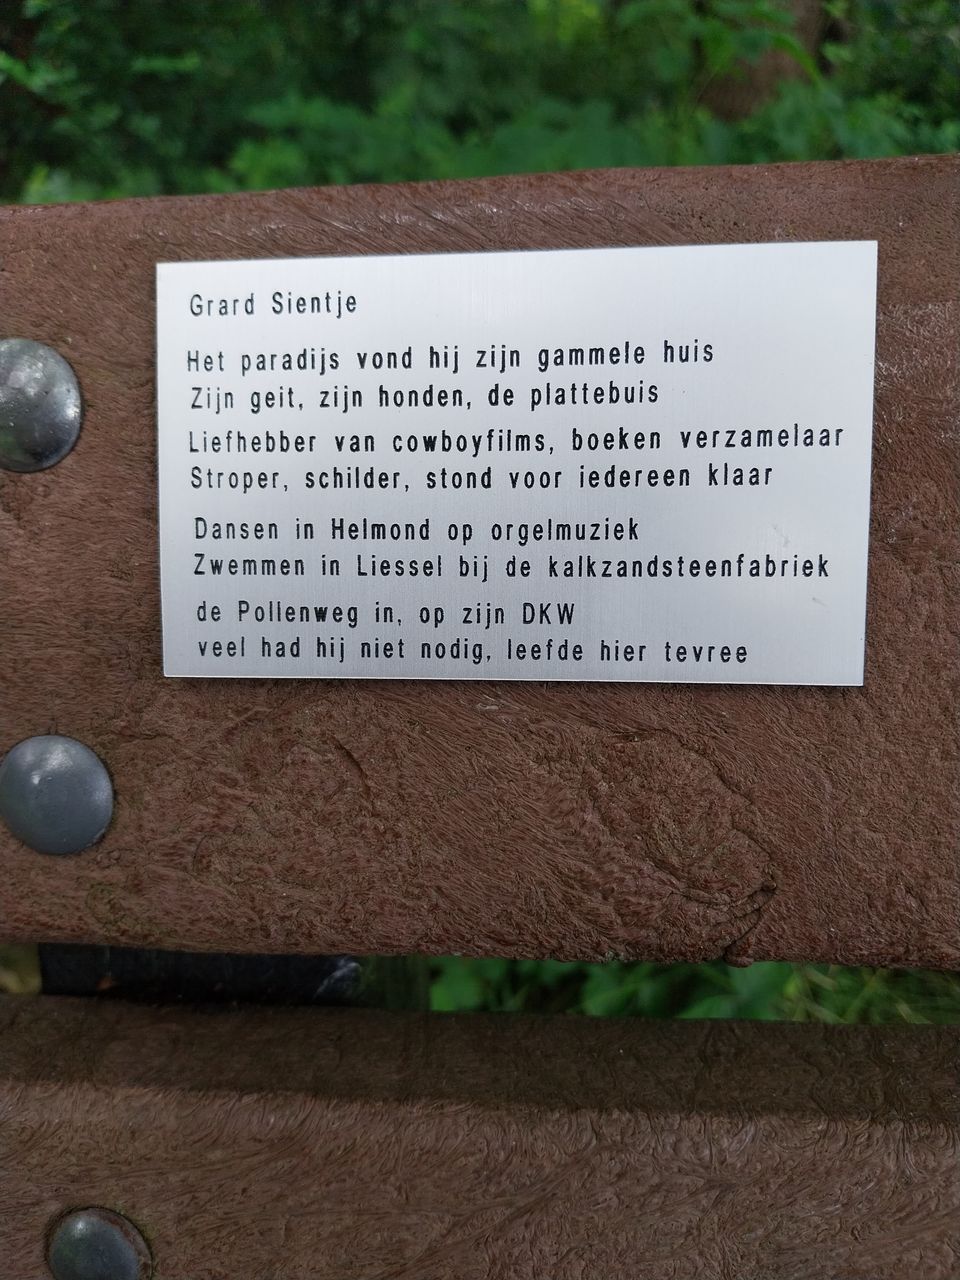 Grard Sientje
Het paradijs vond hij zijn gammele huis
Zijn geit, zijn honden, de plattebuis
Liefhebber van cowboyfilms, boeken verzamelaar
Stroper, schilder, stond voor iedereen klaar
Dansen in Helmond op orgelmuziek
Zwemmen in Liessel bij de kalkzandsteenfabriek
de Pollenweg in, op zijn DKW
veel had hij niet nodig, leefde hier tevree